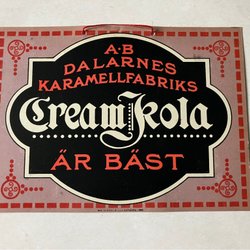 A·B
DALARNES
KARAMELLFABRIKS
Cream Kola
ÄR BÄST